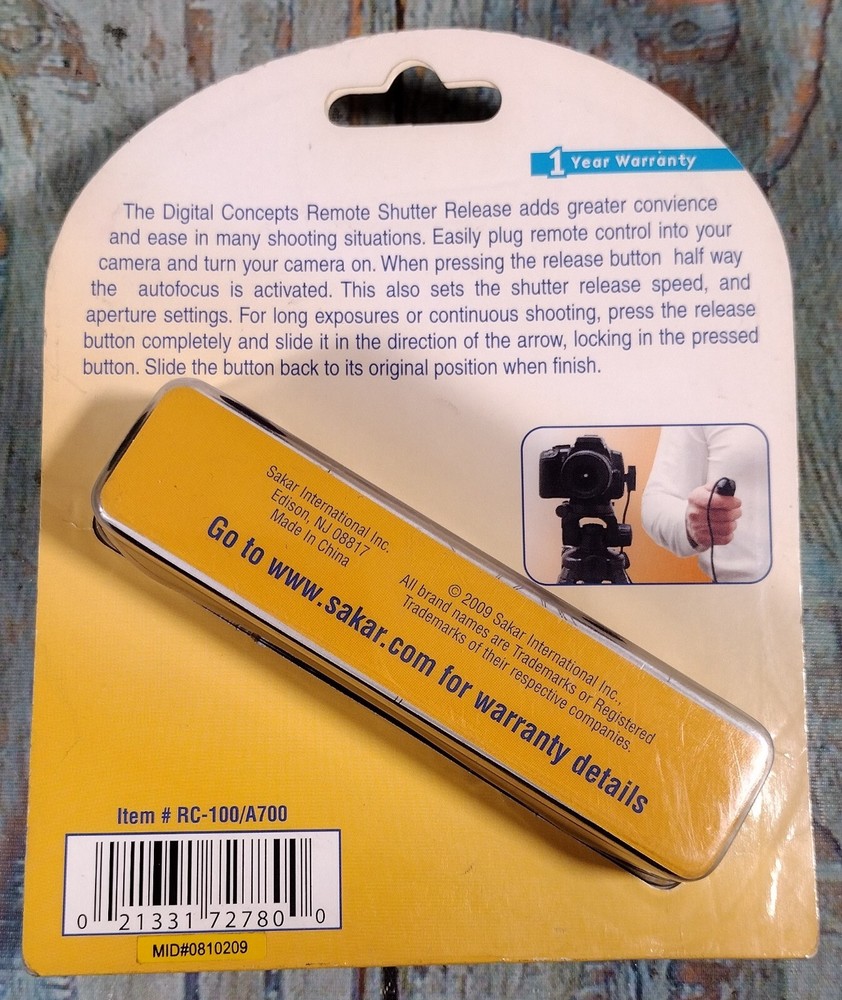 1 Year Warranty
The Digital Concepts Remote Shutter Release adds greater convience
and ease in many shooting situations. Easily plug remote control into your
camera and turn your camera on. When pressing the release button half way
the autofocus is activated. This also sets the shutter release speed, and
aperture settings. For long exposures or continuous shooting, press the release
button completely and slide it in the direction of the arrow, locking in the pressed
button. Slide the button back to its original position when finish.
Sakar International Inc.
Edison, NJ 08817
Made In China
© 2009 Sakar International Inc.,
All brand names are Trademarks or Registered
Trademarks of their respective companies.
Go to www.sakar.com for warranty details
Item # RC-100/A700
0 21331 72780 0
MID#0810209